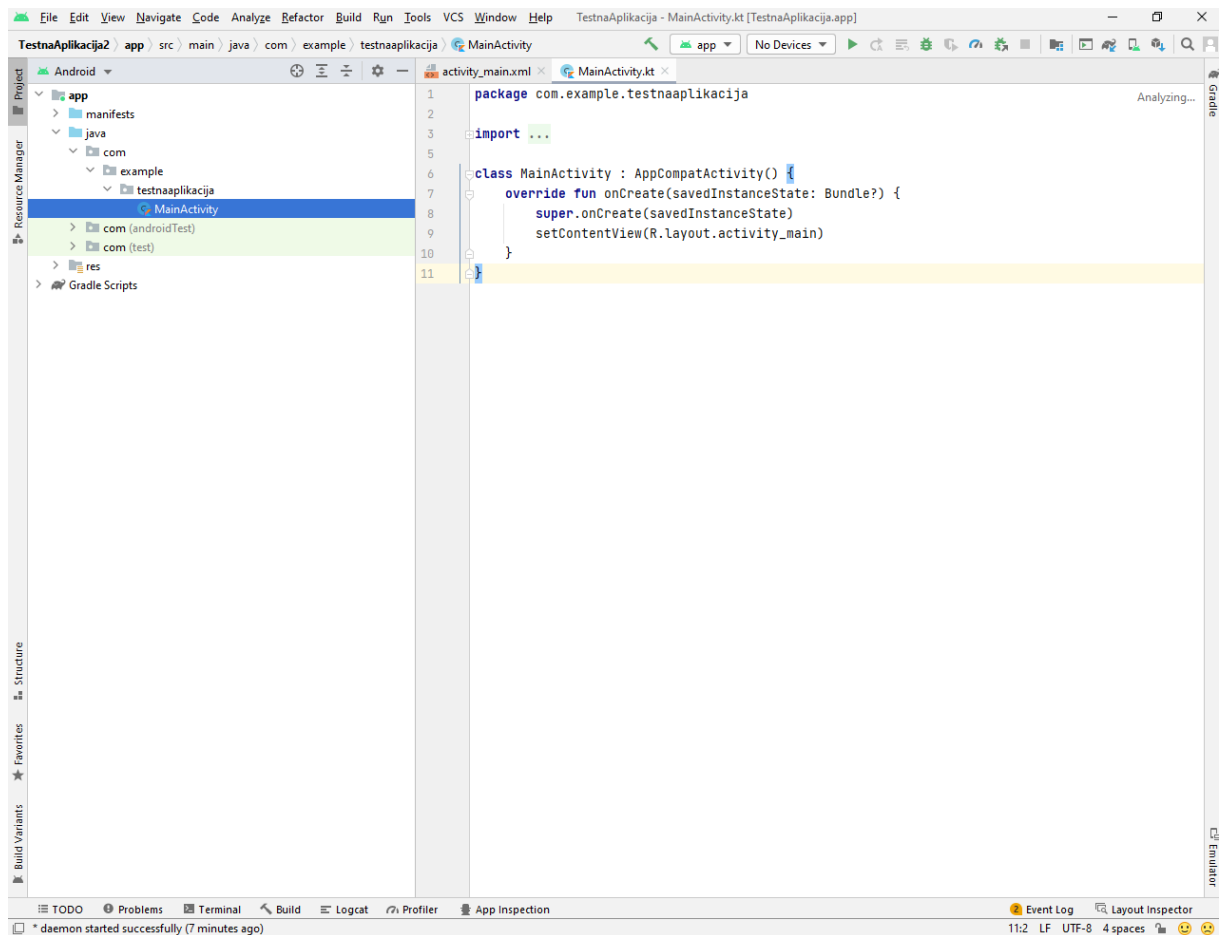 File Edit View Navigate Code Analyze Refactor Build Run Tools VCS Window Help TestnaAplikacija - MainActivity.kt [TestnaAplikacija.app]
TestnaAplikacija2 app src main java com example testnaaplikacija MainActivity app No Devices
Project
Resource Manager
Structure
Favorites
Build Variants
Android
app
manifests
java
com
example
testnaaplikacija
MainActivity
com (androidTest)
com (test)
res
Gradle Scripts
activity_main.xml MainActivity.kt
Analyzing...
1 package com.example.testnaaplikacija
2
3 import ...
5
6 class MainActivity : AppCompatActivity() {
7 override fun onCreate(savedInstanceState: Bundle?) {
8 super.onCreate(savedInstanceState)
9 setContentView(R.layout.activity_main)
10 }
11 }
Gradle
Emulator
TODO Problems Terminal Build Logcat Profiler App Inspection 2 Event Log Layout Inspector
* daemon started successfully (7 minutes ago) 11:2 LF UTF-8 4 spaces